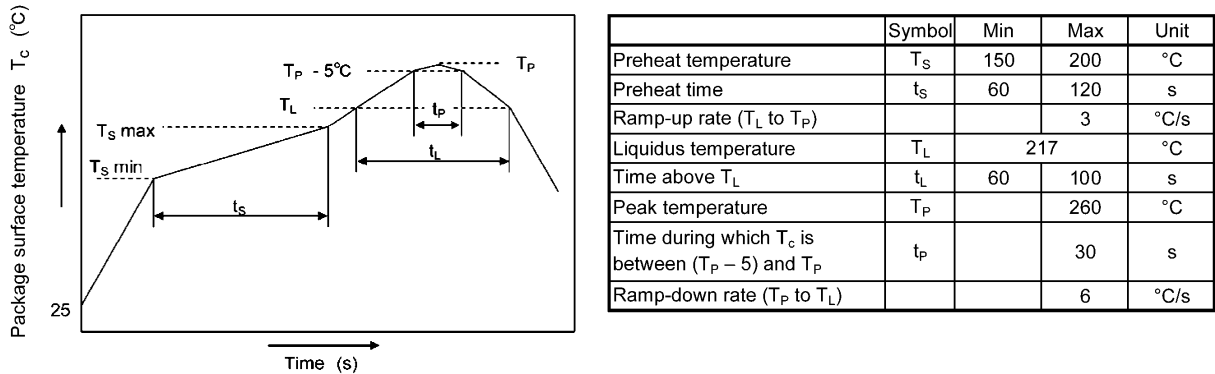 Package surface temperature T_C (°C)
T_P - 5℃
T_P
T_L
t_P
T_S max
t_L
T_S min
t_S
25
Time (s)
Symbol Min Max Unit
Preheat temperature T_S 150 200 °C
Preheat time t_S 60 120 s
Ramp-up rate (T_L to T_P) 3 °C/s
Liquidus temperature T_L 217 °C
Time above T_L t_L 60 100 s
Peak temperature T_P 260 °C
Time during which T_c is
between (T_P – 5) and T_P t_P 30 s
Ramp-down rate (T_P to T_L) 6 °C/s